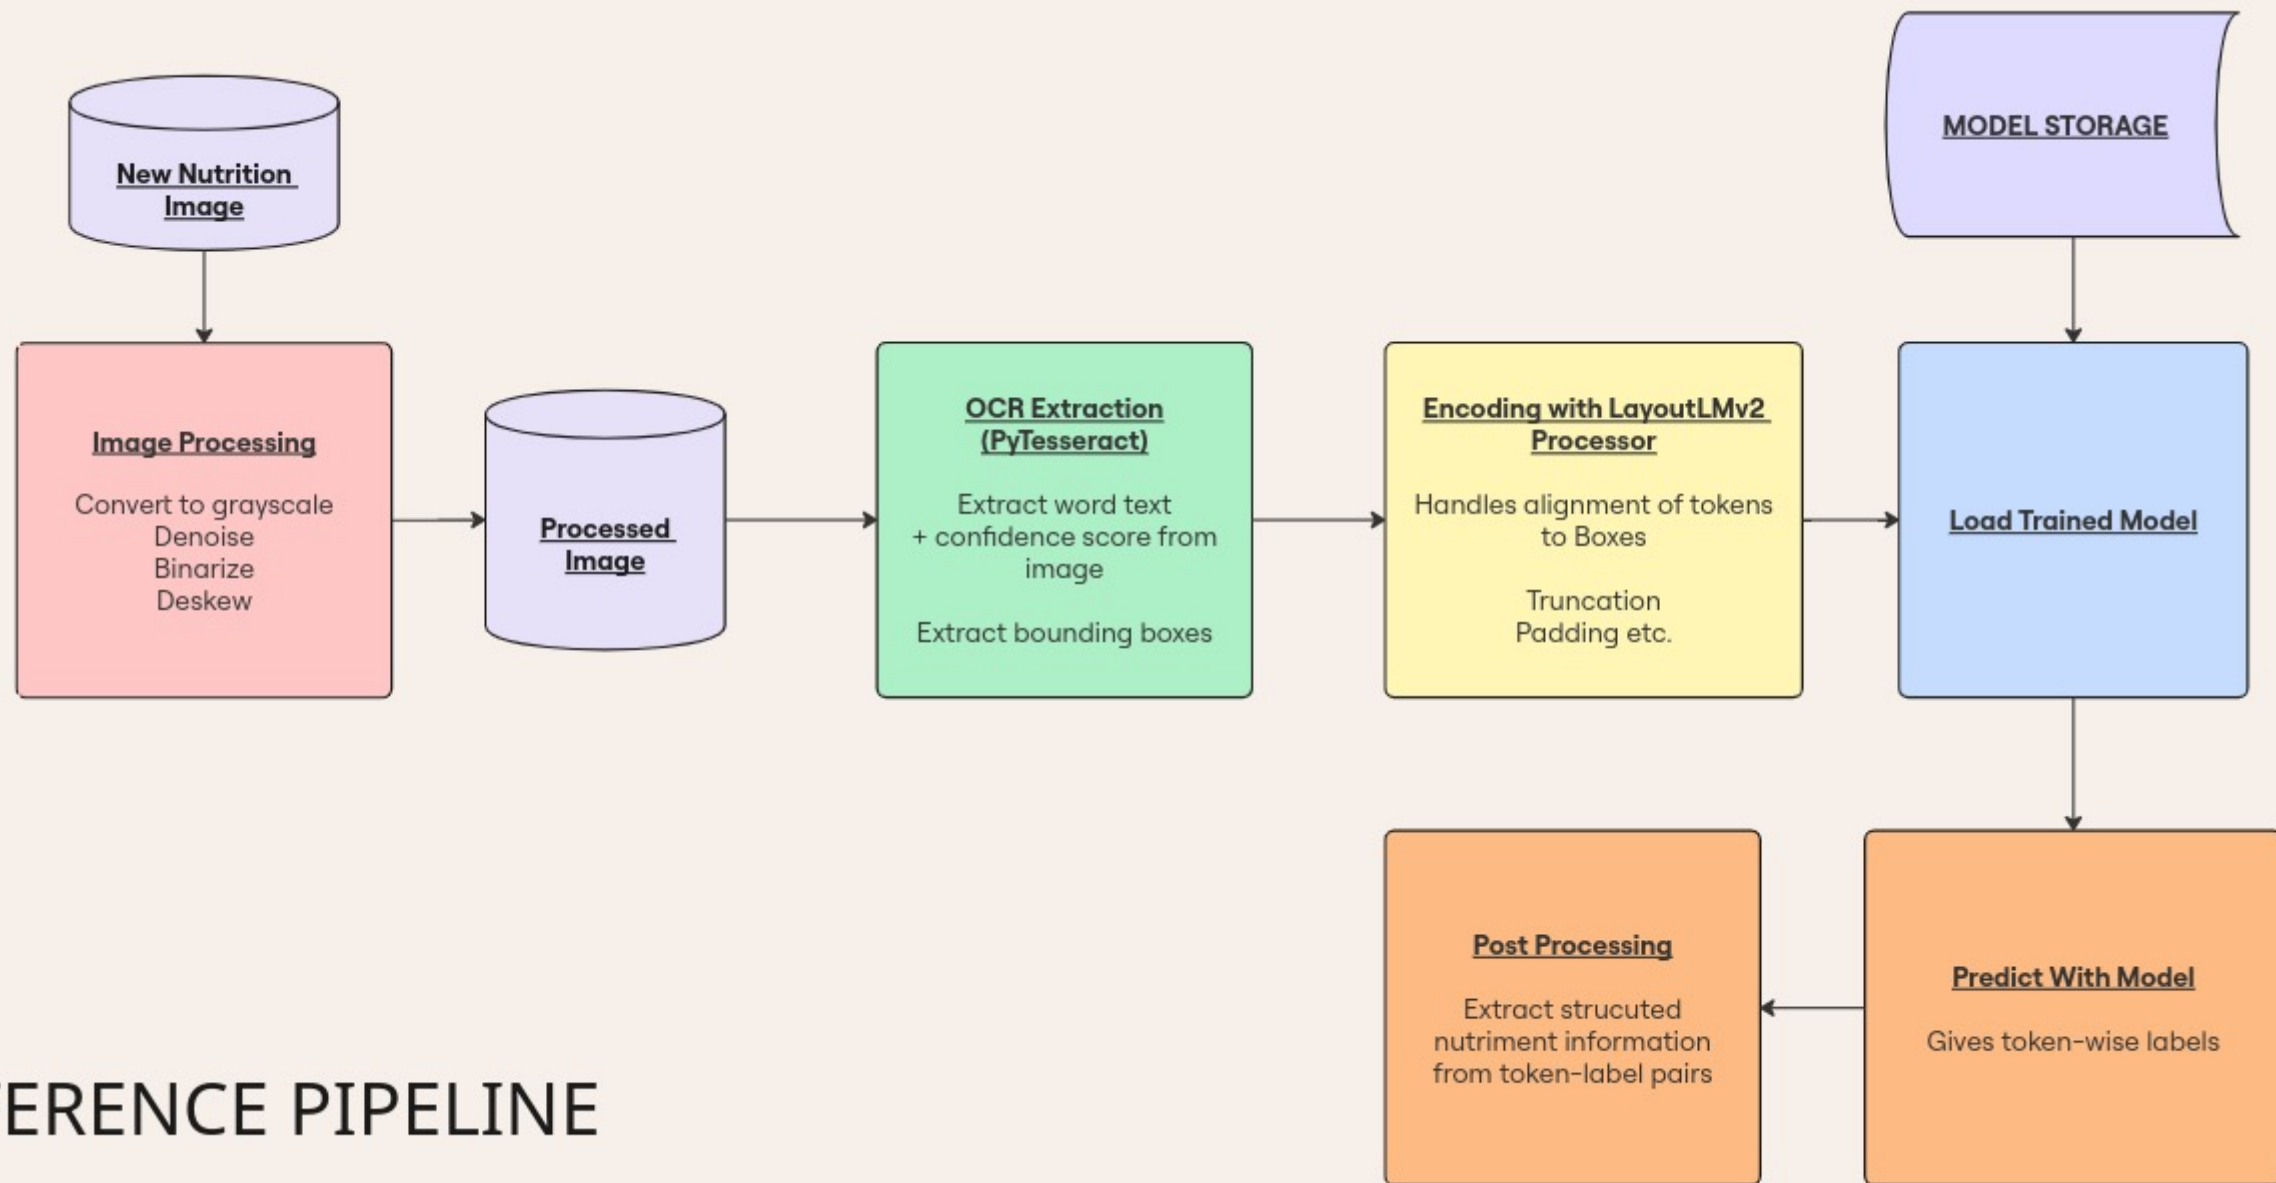 New Nutrition
Image
MODEL STORAGE
Image Processing
Convert to grayscale
Denoise
Binarize
Deskew
Processed
Image
OCR Extraction
(PyTesseract)
Extract word text
+ confidence score from
image
Extract bounding boxes
Encoding with LayoutLMv2
Processor
Handles alignment of tokens
to Boxes
Truncation
Padding etc.
Load Trained Model
Post Processing
Extract strucuted
nutriment information
from token-label pairs
Predict With Model
Gives token-wise labels
ERENCE PIPELINE